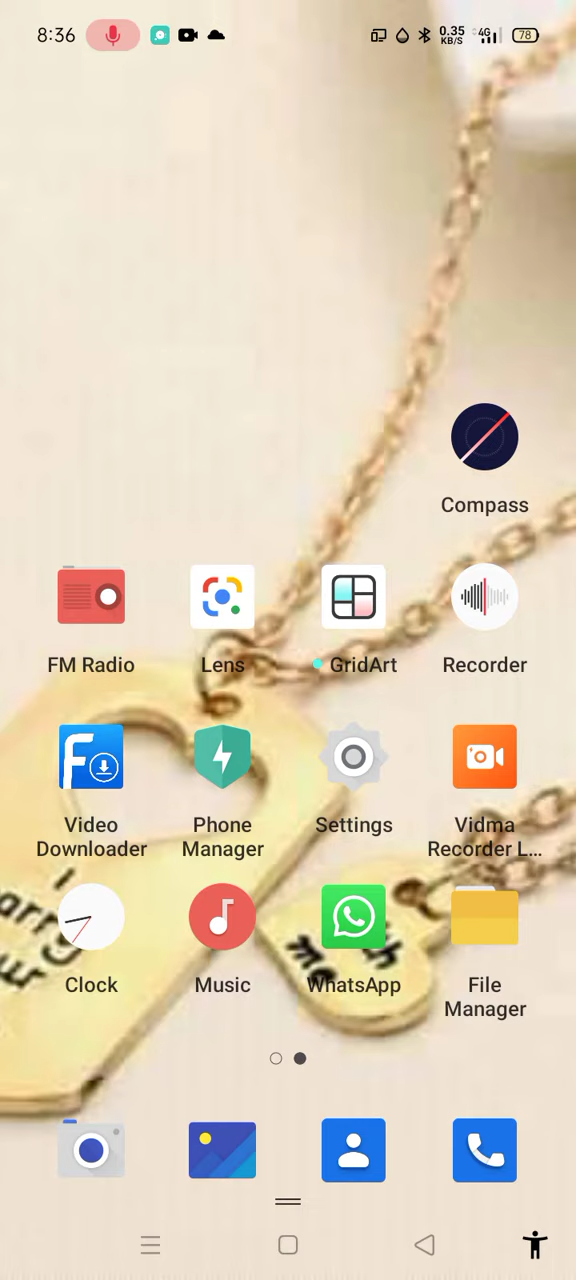 8:36 0.35 KB/S 4G 78
Compass
FM Radio Lens GridArt Recorder
Video Downloader Phone Manager Settings Vidma Recorder L...
Clock Music WhatsApp File Manager
I
me